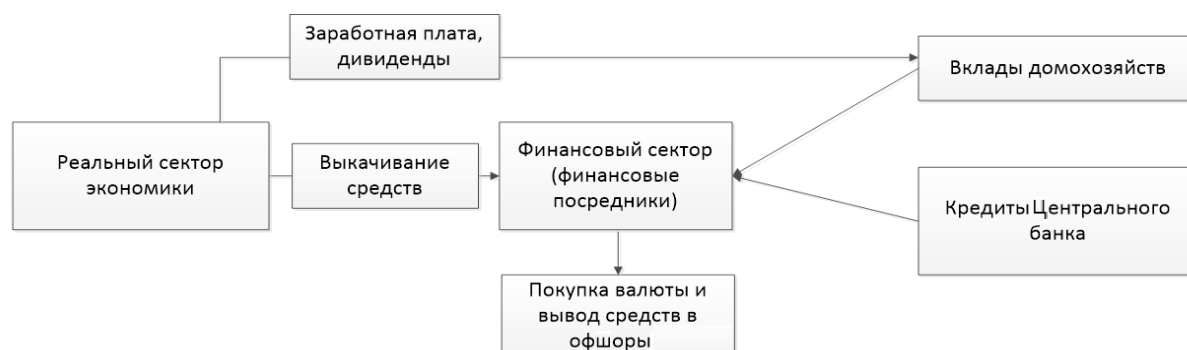 Заработная плата,
дивиденды
Вклады домохозяйств
Реальный сектор
экономики
Выкачивание
средств
Финансовый сектор
(финансовые
посредники)
Кредиты Центрального
банка
Покупка валюты и
вывод средств в
офшоры